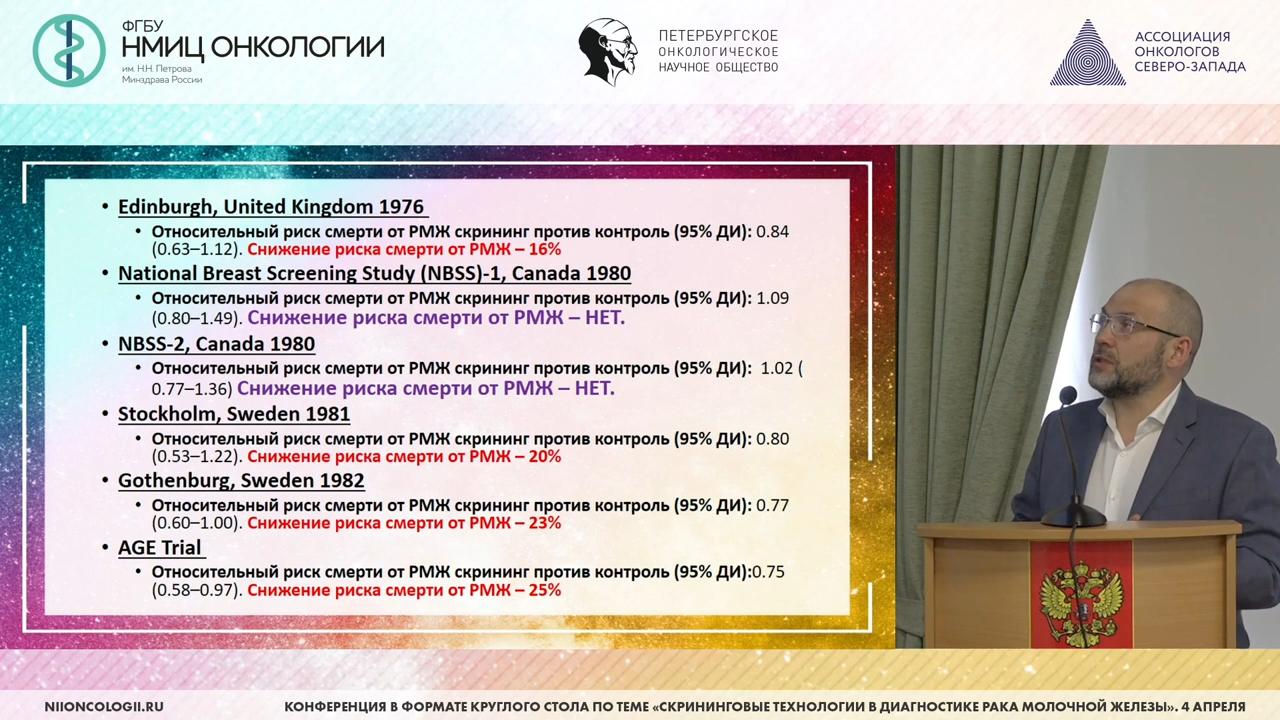 ФГБУ
НМИЦ ОНКОЛОГИИ
им. Н.Н. Петрова
Минздрава России
ПЕТЕРБУРГСКОЕ
ОНКОЛОГИЧЕСКОЕ
НАУЧНОЕ ОБЩЕСТВО
АССОЦИАЦИЯ
ОНКОЛОГОВ
СЕВЕРО-ЗАПАДА
• Edinburgh, United Kingdom 1976
• Относительный риск смерти от РМЖ скрининг против контроль (95% ДИ): 0.84
(0.63–1.12). Снижение риска смерти от РМЖ – 16%
• National Breast Screening Study (NBSS)-1, Canada 1980
• Относительный риск смерти от РМЖ скрининг против контроль (95% ДИ): 1.09
(0.80–1.49). Снижение риска смерти от РМЖ – НЕТ.
• NBSS-2, Canada 1980
• Относительный риск смерти от РМЖ скрининг против контроль (95% ДИ): 1.02 (
0.77–1.36) Снижение риска смерти от РМЖ – НЕТ.
• Stockholm, Sweden 1981
• Относительный риск смерти от РМЖ скрининг против контроль (95% ДИ): 0.80
(0.53–1.22). Снижение риска смерти от РМЖ – 20%
• Gothenburg, Sweden 1982
• Относительный риск смерти от РМЖ скрининг против контроль (95% ДИ): 0.77
(0.60–1.00). Снижение риска смерти от РМЖ – 23%
• AGE Trial
• Относительный риск смерти от РМЖ скрининг против контроль (95% ДИ):0.75
(0.58–0.97). Снижение риска смерти от РМЖ – 25%
NIIONCOLOGII.RU
КОНФЕРЕНЦИЯ В ФОРМАТЕ КРУГЛОГО СТОЛА ПО ТЕМЕ «СКРИНИНГОВЫЕ ТЕХНОЛОГИИ В ДИАГНОСТИКЕ РАКА МОЛОЧНОЙ ЖЕЛЕЗЫ». 4 АПРЕЛЯ